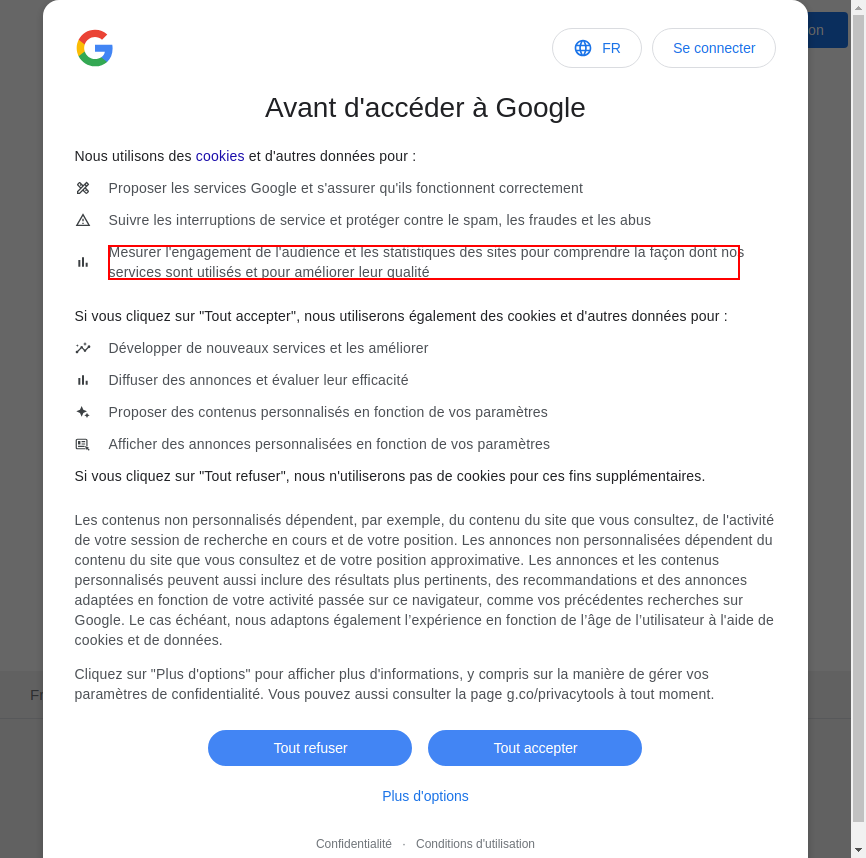 on
FR
Se connecter
Avant d'accéder à Google
Nous utilisons des cookies et d'autres données pour :
Proposer les services Google et s'assurer qu'ils fonctionnent correctement
Suivre les interruptions de service et protéger contre le spam, les fraudes et les abus
Mesurer l'engagement de l'audience et les statistiques des sites pour comprendre la façon dont nos
services sont utilisés et pour améliorer leur qualité
Si vous cliquez sur "Tout accepter", nous utiliserons également des cookies et d'autres données pour :
Développer de nouveaux services et les améliorer
Diffuser des annonces et évaluer leur efficacité
Proposer des contenus personnalisés en fonction de vos paramètres
Afficher des annonces personnalisées en fonction de vos paramètres
Si vous cliquez sur "Tout refuser", nous n'utiliserons pas de cookies pour ces fins supplémentaires.
Les contenus non personnalisés dépendent, par exemple, du contenu du site que vous consultez, de l'activité
de votre session de recherche en cours et de votre position. Les annonces non personnalisées dépendent du
contenu du site que vous consultez et de votre position approximative. Les annonces et les contenus
personnalisés peuvent aussi inclure des résultats plus pertinents, des recommandations et des annonces
adaptées en fonction de votre activité passée sur ce navigateur, comme vos précédentes recherches sur
Google. Le cas échéant, nous adaptons également l’expérience en fonction de l’âge de l’utilisateur à l'aide de
cookies et de données.
Cliquez sur "Plus d'options" pour afficher plus d'informations, y compris sur la manière de gérer vos
paramètres de confidentialité. Vous pouvez aussi consulter la page g.co/privacytools à tout moment.
Fr
Tout refuser
Tout accepter
Plus d'options
Confidentialité · Conditions d'utilisation